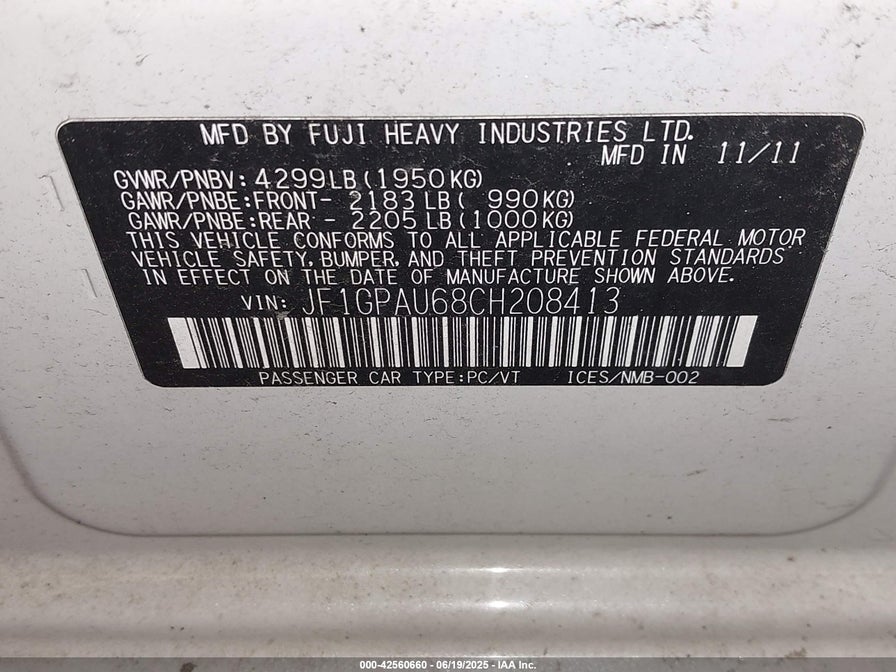 MFD BY FUJI HEAVY INDUSTRIES LTD.
MFD IN 11/11
GVWR/PNBV: 4299LB(1950KG)
GAWR/PNBE:FRONT- 2183LB( 990KG)
GAWR/PNBE:REAR - 2205LB(1000KG)
THIS VEHICLE CONFORMS TO ALL APPLICABLE FEDERAL MOTOR
VEHICLE SAFETY, BUMPER, AND THEFT PREVENTION STANDARDS
IN EFFECT ON THE DATE OF MANUFACTURE SHOWN ABOVE.
VIN: JF1GPAU68CH208413
PASSENGER CAR TYPE:PC/VT ICES/NMB-002
000-42560660 - 06/19/2025 - IAA Inc.